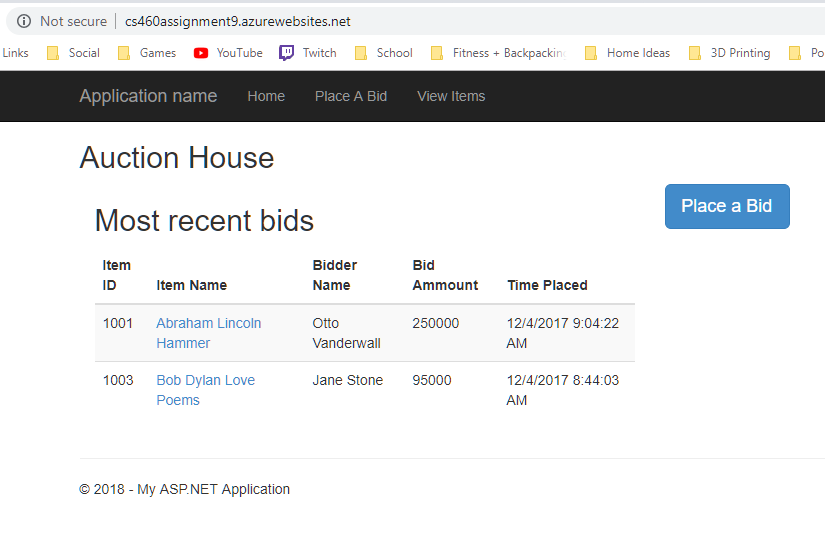 Not secure cs460assignment9.azurewebsites.net
Links Social Games YouTube Twitch School Fitness + Backpacking Home Ideas 3D Printing Po
Application name Home Place A Bid View Items
Auction House
Place a Bid
Most recent bids
Item ID Item Name Bidder Name Bid Ammount Time Placed
1001 Abraham Lincoln Hammer Otto Vanderwall 250000 12/4/2017 9:04:22 AM
1003 Bob Dylan Love Poems Jane Stone 95000 12/4/2017 8:44:03 AM
© 2018 - My ASP.NET Application